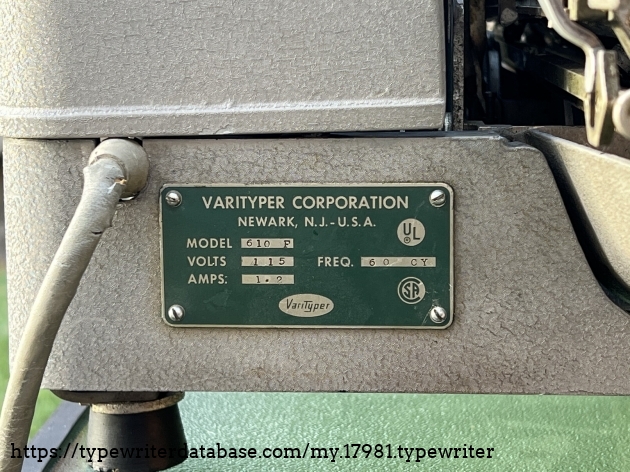 VARITYPER CORPORATION
NEWARK, N.J.-U.S.A.
UL
MODEL 610 F
VOLTS 115 FREQ. 60 CY
AMPS: 1.2
SA
VariTyper
https://typewriterdatabase.com/my.17981.typewriter